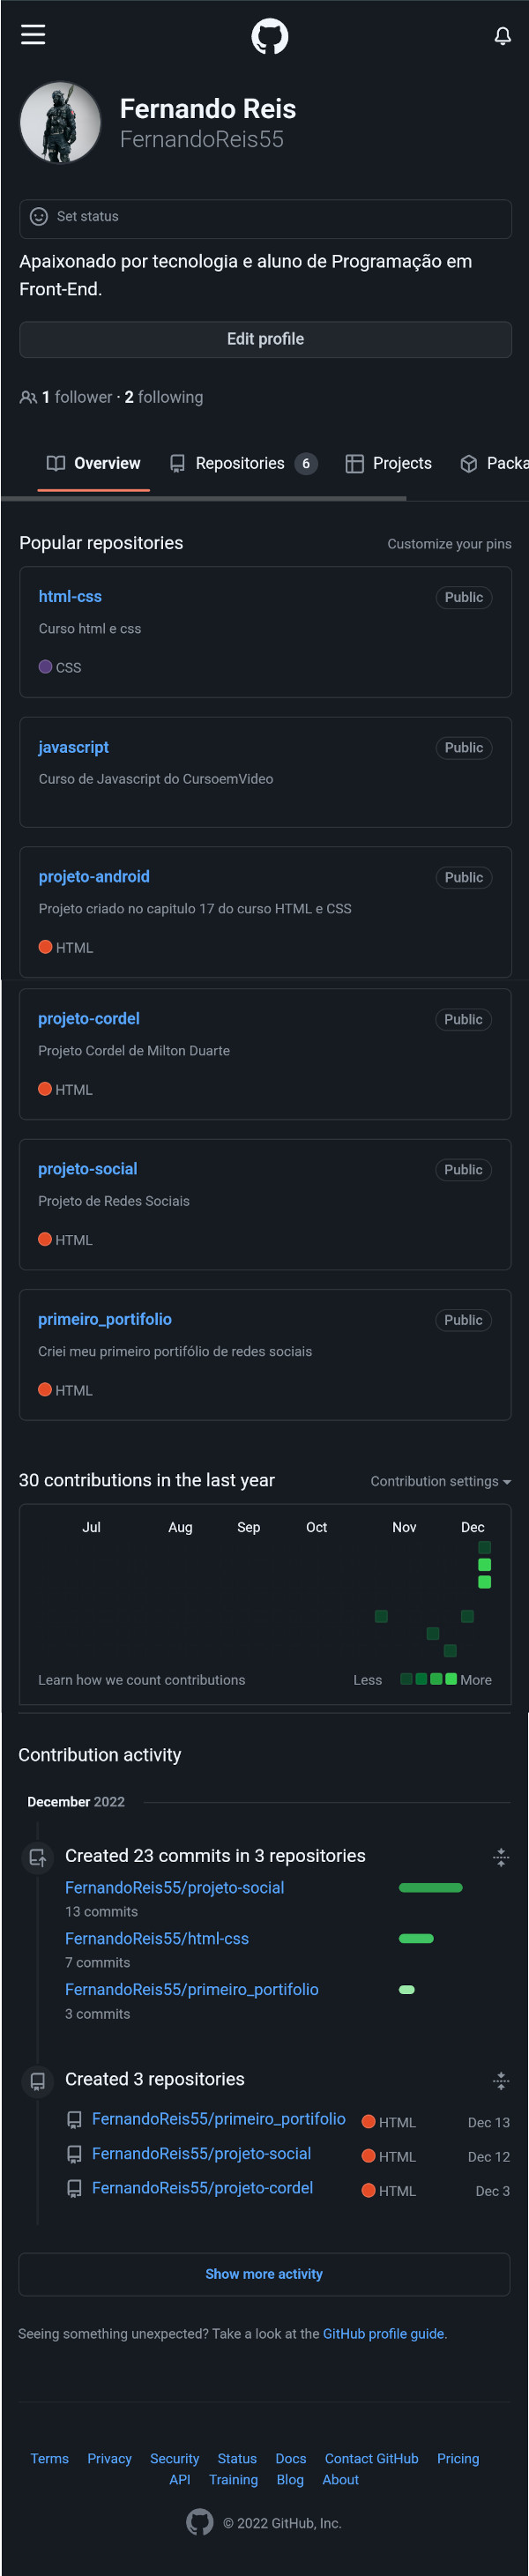 Fernando Reis
FernandoReis55
Set status
Apaixonado por tecnologia e aluno de Programação em
Front-End.
Edit profile
1 follower · 2 following
Overview Repositories 6 Projects Packa
Popular repositories Customize your pins
html-css Public
Curso html e css
CSS
javascript Public
Curso de Javascript do CursoemVideo
projeto-android Public
Projeto criado no capitulo 17 do curso HTML e CSS
HTML
projeto-cordel Public
Projeto Cordel de Milton Duarte
HTML
projeto-social Public
Projeto de Redes Sociais
HTML
primeiro_portifolio Public
Criei meu primeiro portifólio de redes sociais
HTML
30 contributions in the last year Contribution settings
Jul Aug Sep Oct Nov Dec
Learn how we count contributions Less More
Contribution activity
December 2022
Created 23 commits in 3 repositories
FernandoReis55/projeto-social
13 commits
FernandoReis55/html-css
7 commits
FernandoReis55/primeiro_portifolio
3 commits
Created 3 repositories
FernandoReis55/primeiro_portifolio HTML Dec 13
FernandoReis55/projeto-social HTML Dec 12
FernandoReis55/projeto-cordel HTML Dec 3
Show more activity
Seeing something unexpected? Take a look at the GitHub profile guide.
Terms Privacy Security Status Docs Contact GitHub Pricing
API Training Blog About
© 2022 GitHub, Inc.